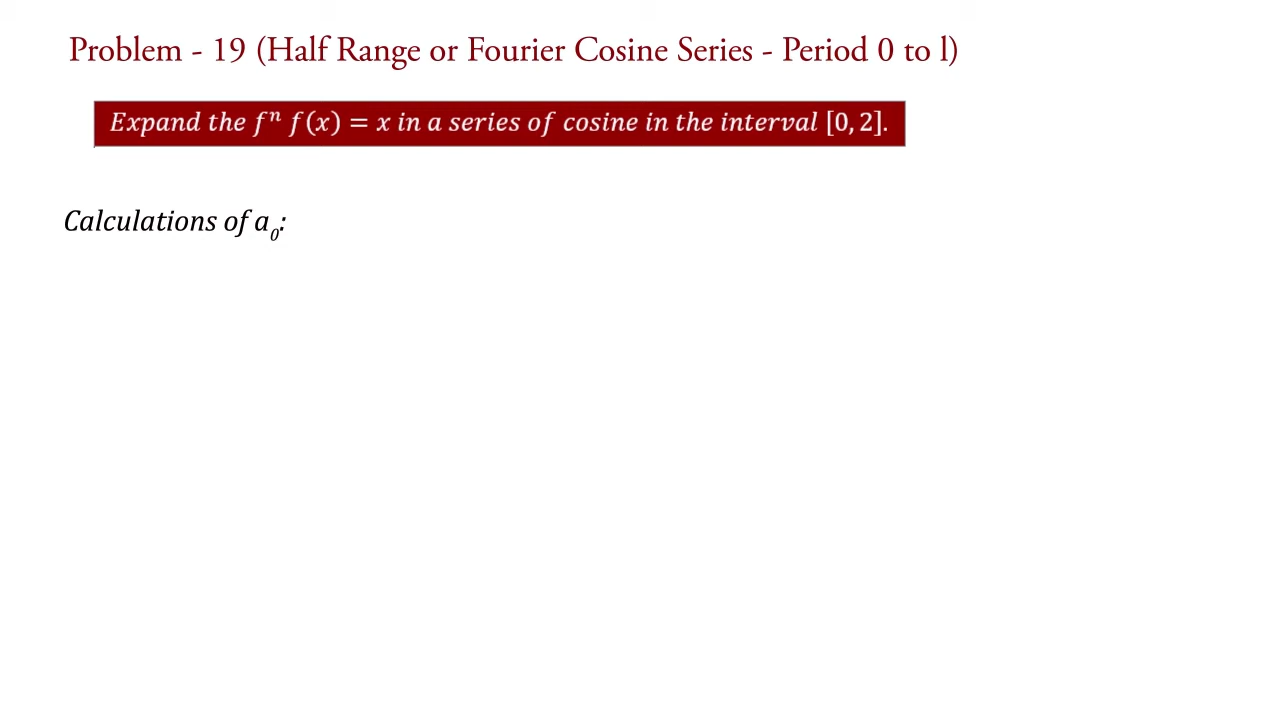 Problem - 19 (Half Range or Fourier Cosine Series - Period 0 to l)
Expand the fⁿ f(x) = x in a series of cosine in the interval [0, 2].
Calculations of a₀: